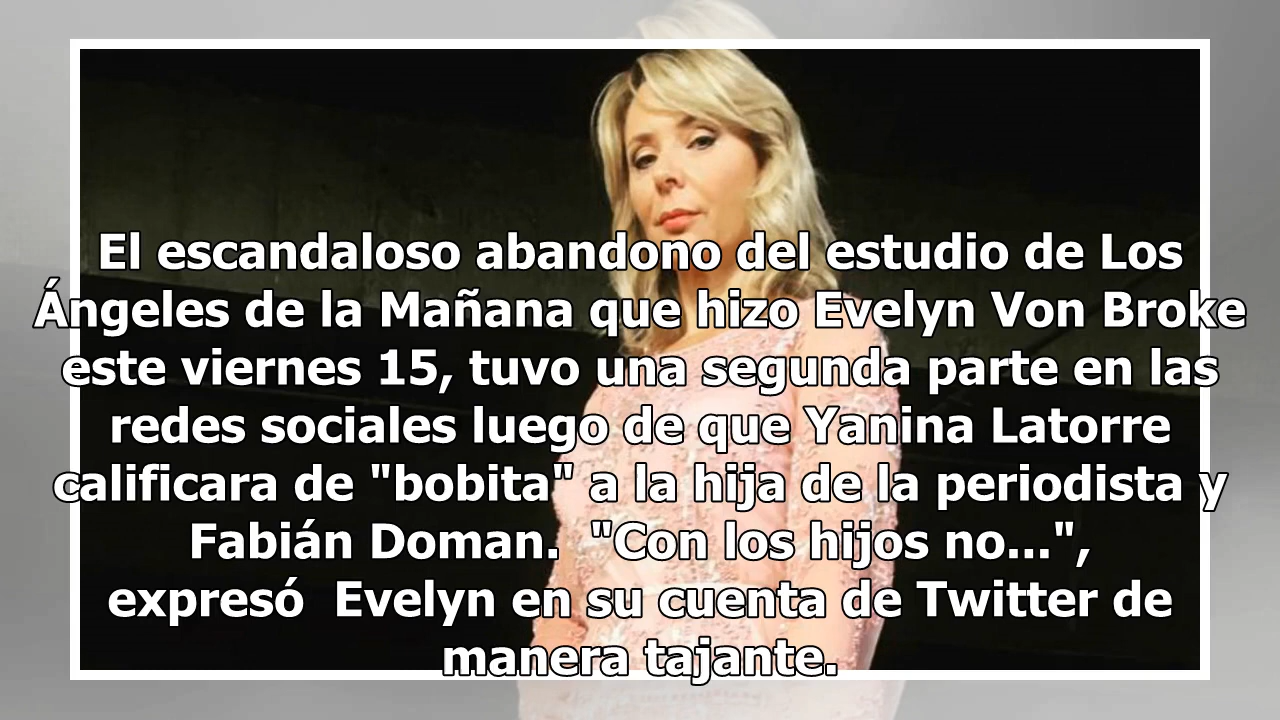 El escandaloso abandono del estudio de Los
Ángeles de la Mañana que hizo Evelyn Von Broke
este viernes 15, tuvo una segunda parte en las
redes sociales luego de que Yanina Latorre
calificara de "bobita" a la hija de la periodista y
Fabián Doman.  "Con los hijos no...",
expresó  Evelyn en su cuenta de Twitter de
manera tajante.